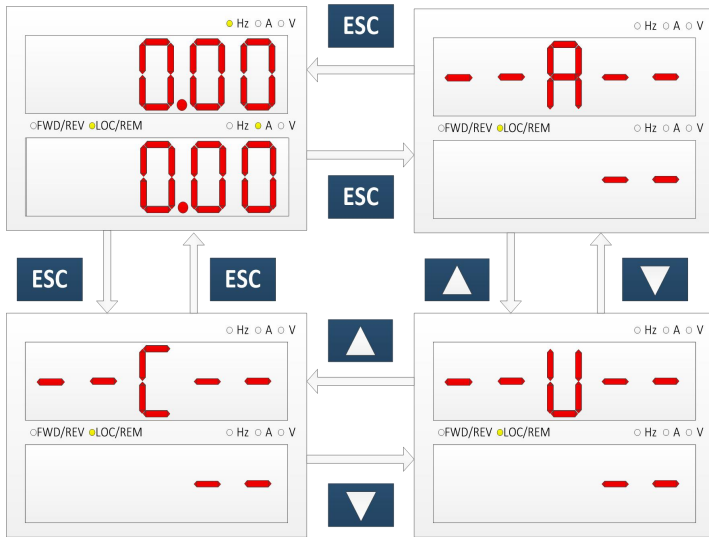 Hz A V
0.00
FWD/REV LOC/REM Hz A V
0.00
ESC
ESC
Hz A V
--A--
FWD/REV LOC/REM Hz A V
--
ESC
ESC
Hz A V
--C--
FWD/REV LOC/REM Hz A V
--
Hz A V
--U--
FWD/REV LOC/REM Hz A V
--